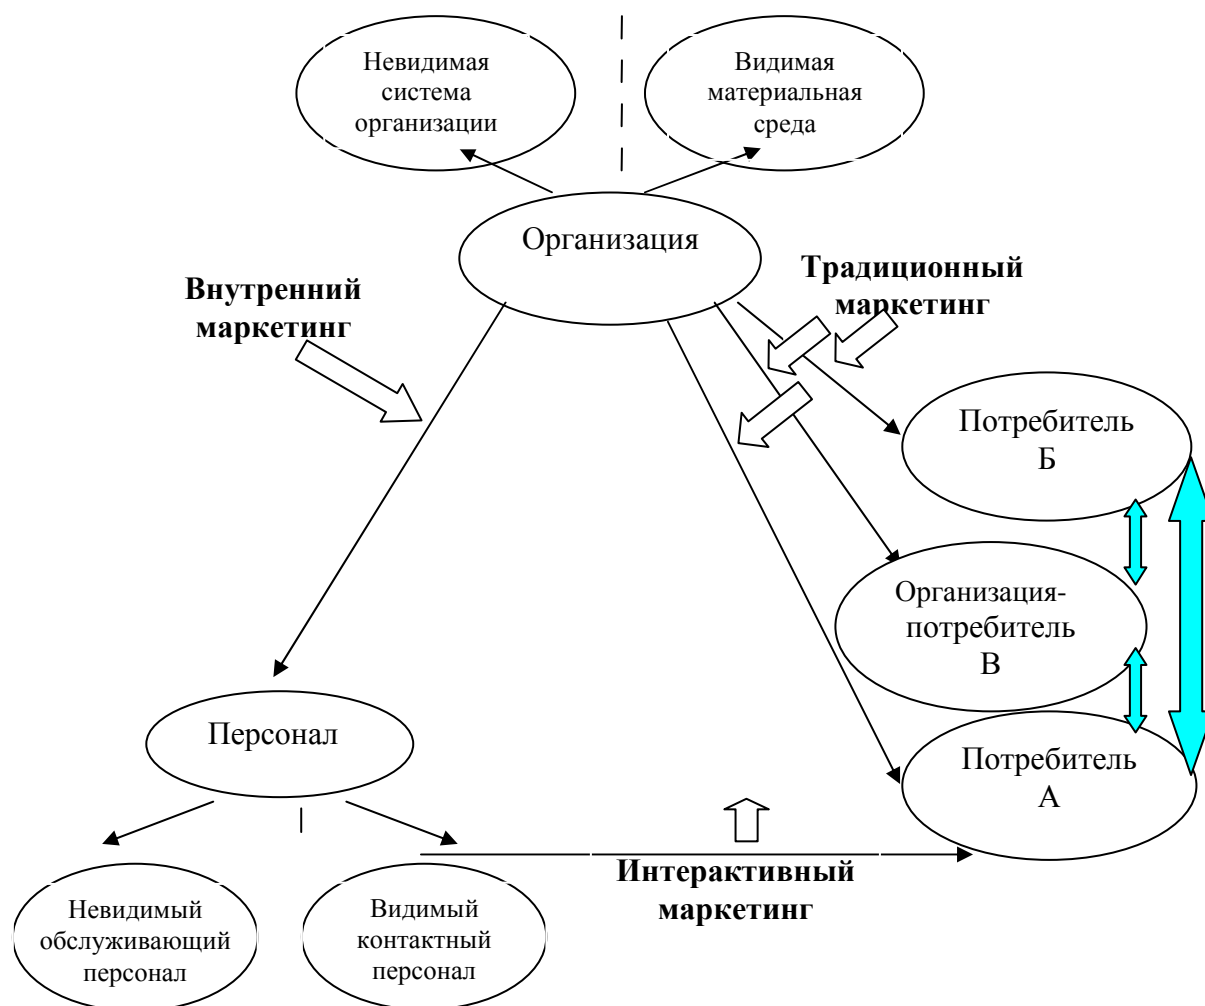 Невидимая
система
организации
Видимая
материальная
среда
Организация
Внутренний
маркетинг
Традиционный
маркетинг
Потребитель
Б
Организация-
потребитель
В
Персонал
Потребитель
А
Интерактивный
маркетинг
Невидимый
обслуживающий
персонал
Видимый
контактный
персонал